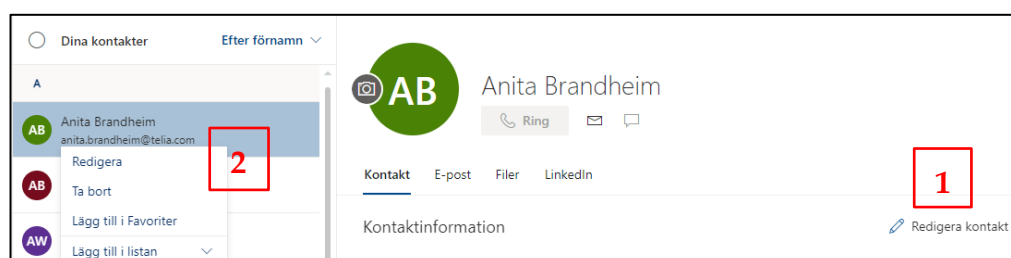 Dina kontakter Efter förnamn
A
AB Anita Brandheim
anita.brandheim@telia.com
2
Redigera
AB
Ta bort
Lägg till i Favoriter
AW
Lägg till i listan
AB Anita Brandheim
Ring
Kontakt E-post Filer LinkedIn
1
Kontaktinformation Redigera kontakt